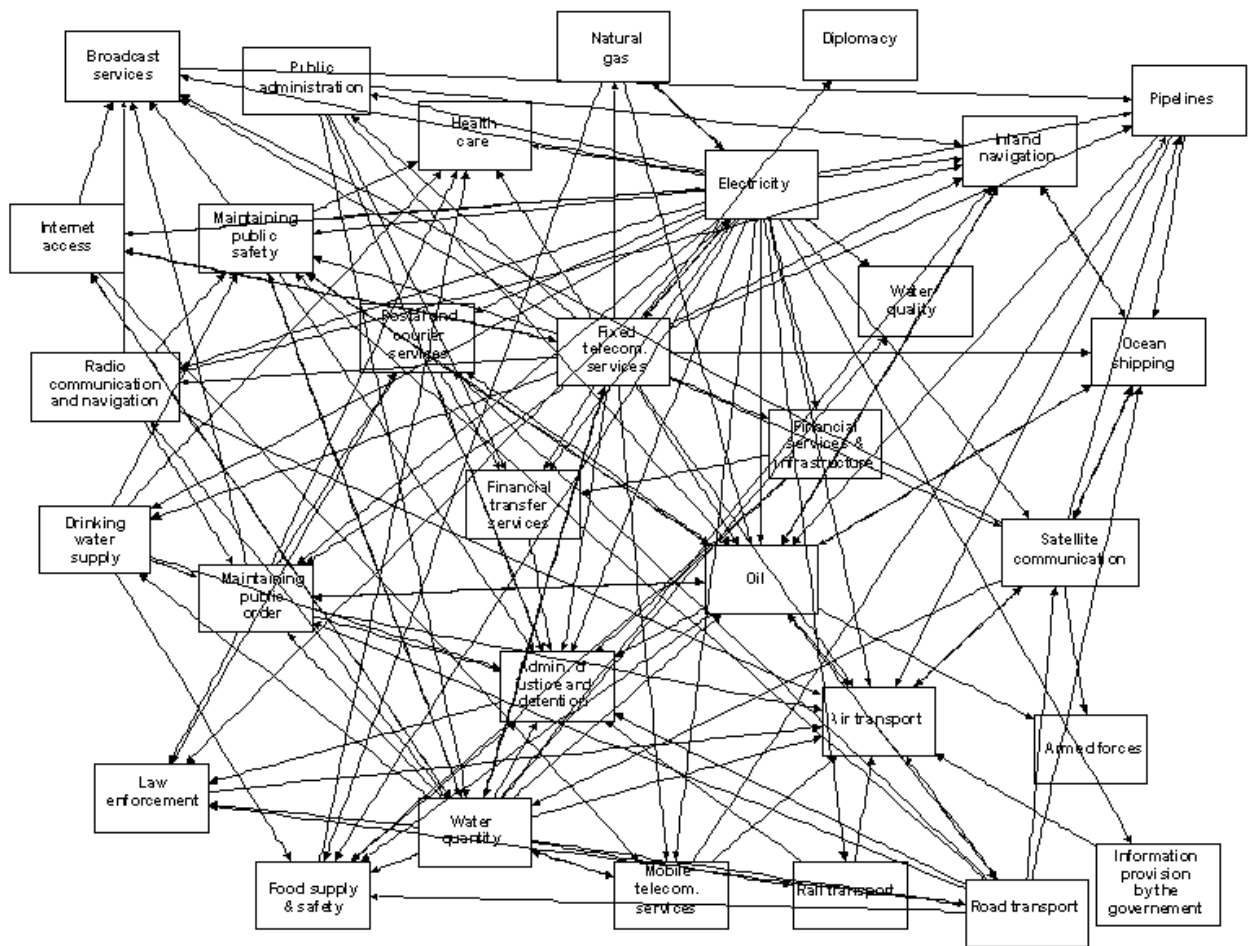 Natural
gas
Diplomacy
Broadcast
services
Public
administration
Pipelines
Health
care
Inland
navigation
Electricity
Internet
access
Maintaining
public
safety
Water
quality
Postal and
courier
services
Fixed
telecom.
services
Ocean
shipping
Radio
communication
and navigation
Financial
services &
infrastructure
Financial
transfer
services
Drinking
water
supply
Satellite
communication
Oil
Maintaining
public
order
Admin. of
justice and
detention
Air transport
Armed forces
Law
enforcement
Water
quantity
Food supply
& safety
Mobile
telecom.
services
Rail transport
Road transport
Information
provision
by the
governement